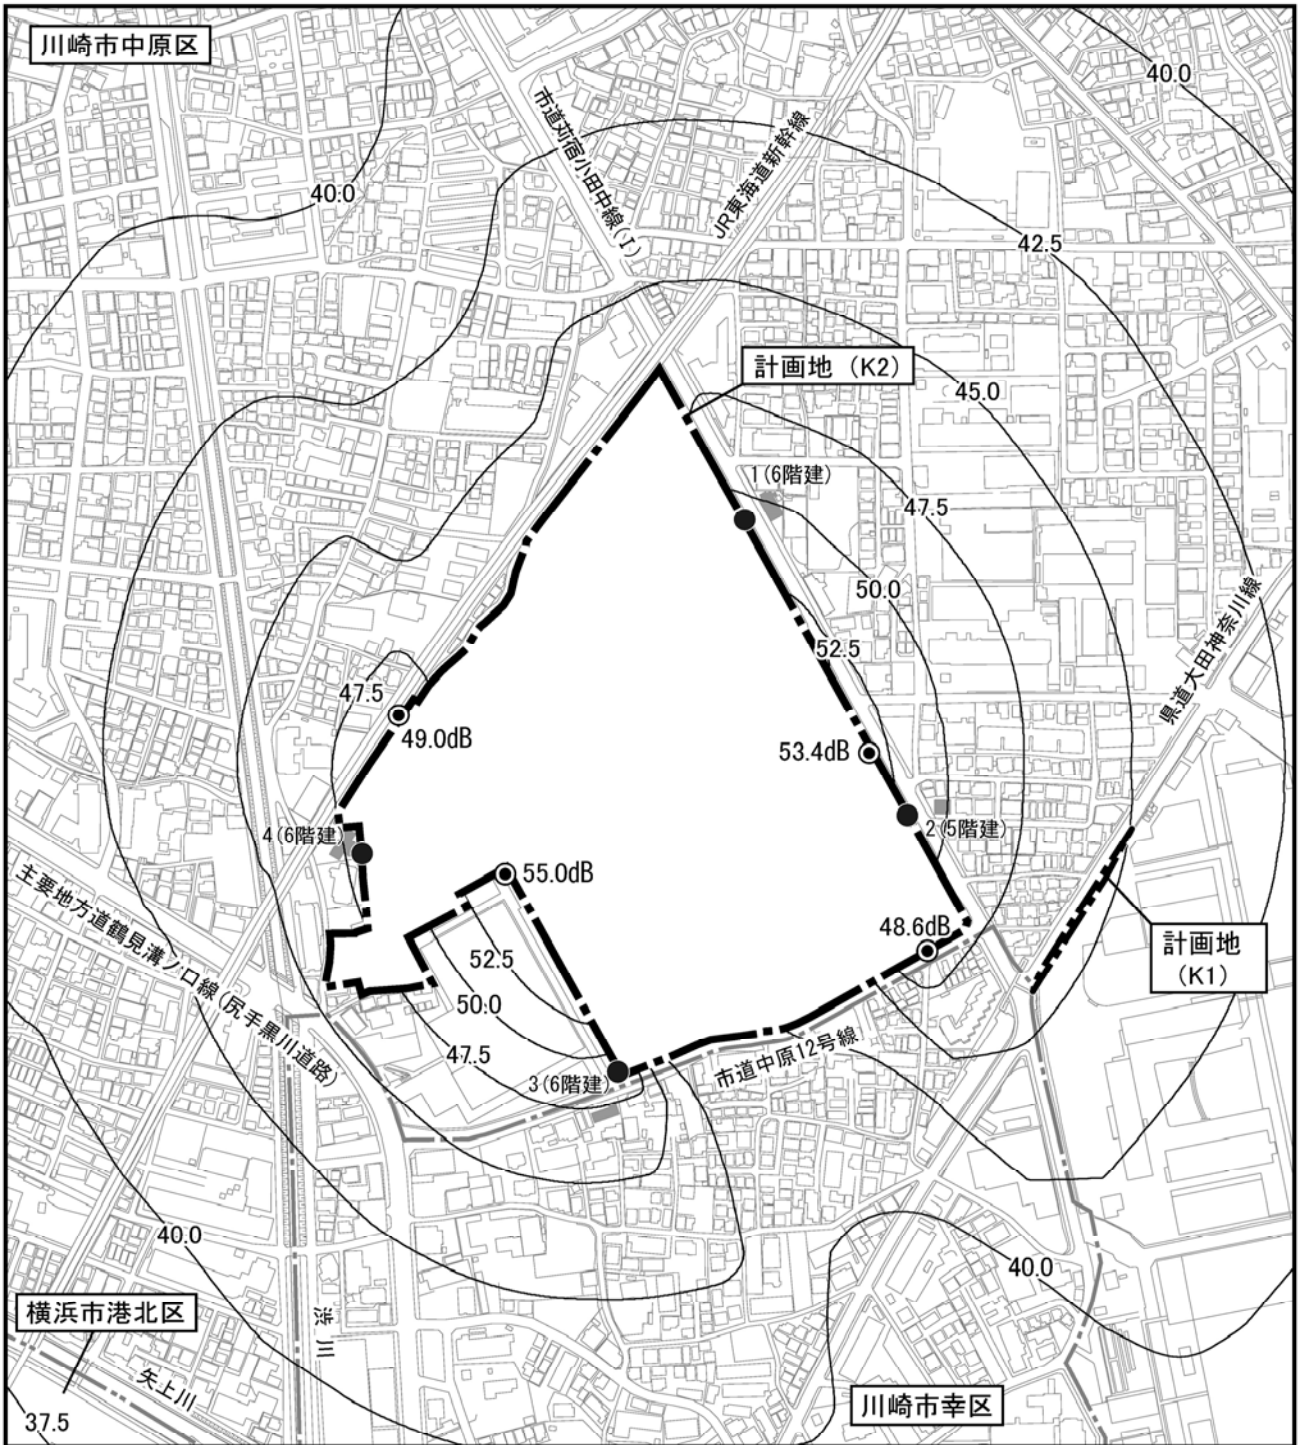 川崎市中原区
40.0
市道苅宿小田中線(Ⅰ)
JR東海道新幹線
40.0
42.5
計画地（K2）
45.0
1(6階建)
47.5
50.0
52.5
県道大田神奈川線
47.5
49.0dB
53.4dB
4(6階建)
2(5階建)
主要地方道鶴見溝ノ口線(尻手黒川道路)
55.0dB
48.6dB
計画地
(K1)
52.5
50.0
47.5
市道中原12号線
3(6階建)
40.0
40.0
横浜市港北区
渋川
矢上川
川崎市幸区
37.5